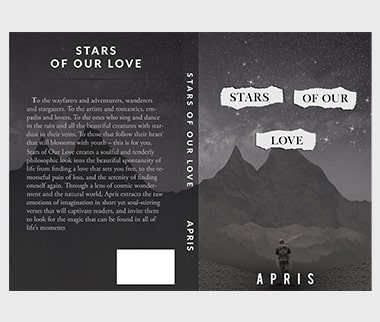 STARS
OF OUR LOVE
To the wayfarers and adventurers, wanderers
and stargazers. To the artists and romantics, em-
paths and lovers. To the ones who sing and dance
in the rain and all the beautiful creatures with star-
dust in their veins. To those that follow their heart
that still blossoms with youth – this is for you.
Stars of Our Love creates a soulful and tenderly
philosophic look into the beautiful spontaneity of
life from finding a love that sets you free, to the re-
morseful pain of loss, and the serenity of finding
oneself again. Through a lens of cosmic wonder-
ment and the natural world, Apris extracts the raw
emotions of imagination in short yet soul-stirring
verses that will captivate readers, and invite them
to look for the magic that can be found in all of
life's moments
STARS OF OUR LOVE
APRIS
STARS
OF OUR
LOVE
APRIS